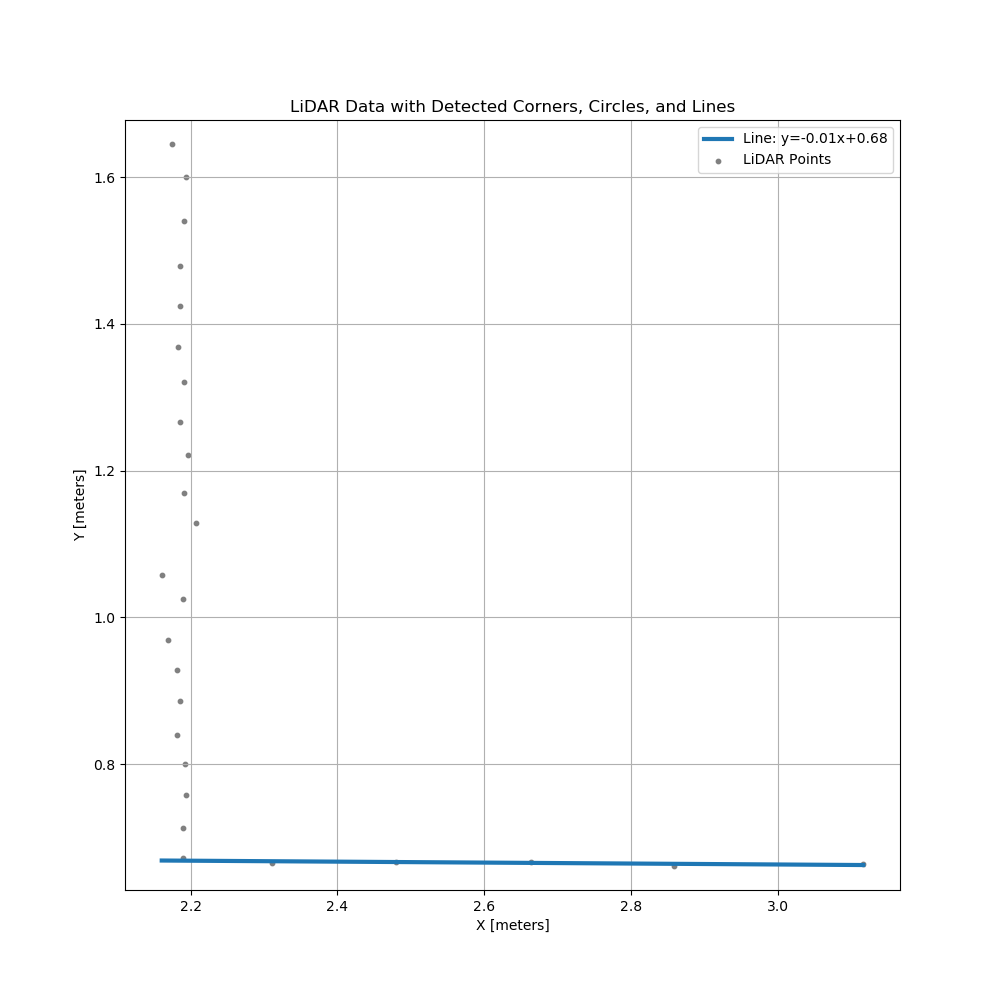 LiDAR Data with Detected Corners, Circles, and Lines
Line: y=-0.01x+0.68
LiDAR Points
Y [meters]
1.6
1.4
1.2
1.0
0.8
2.2
2.4
2.6
2.8
3.0
X [meters]